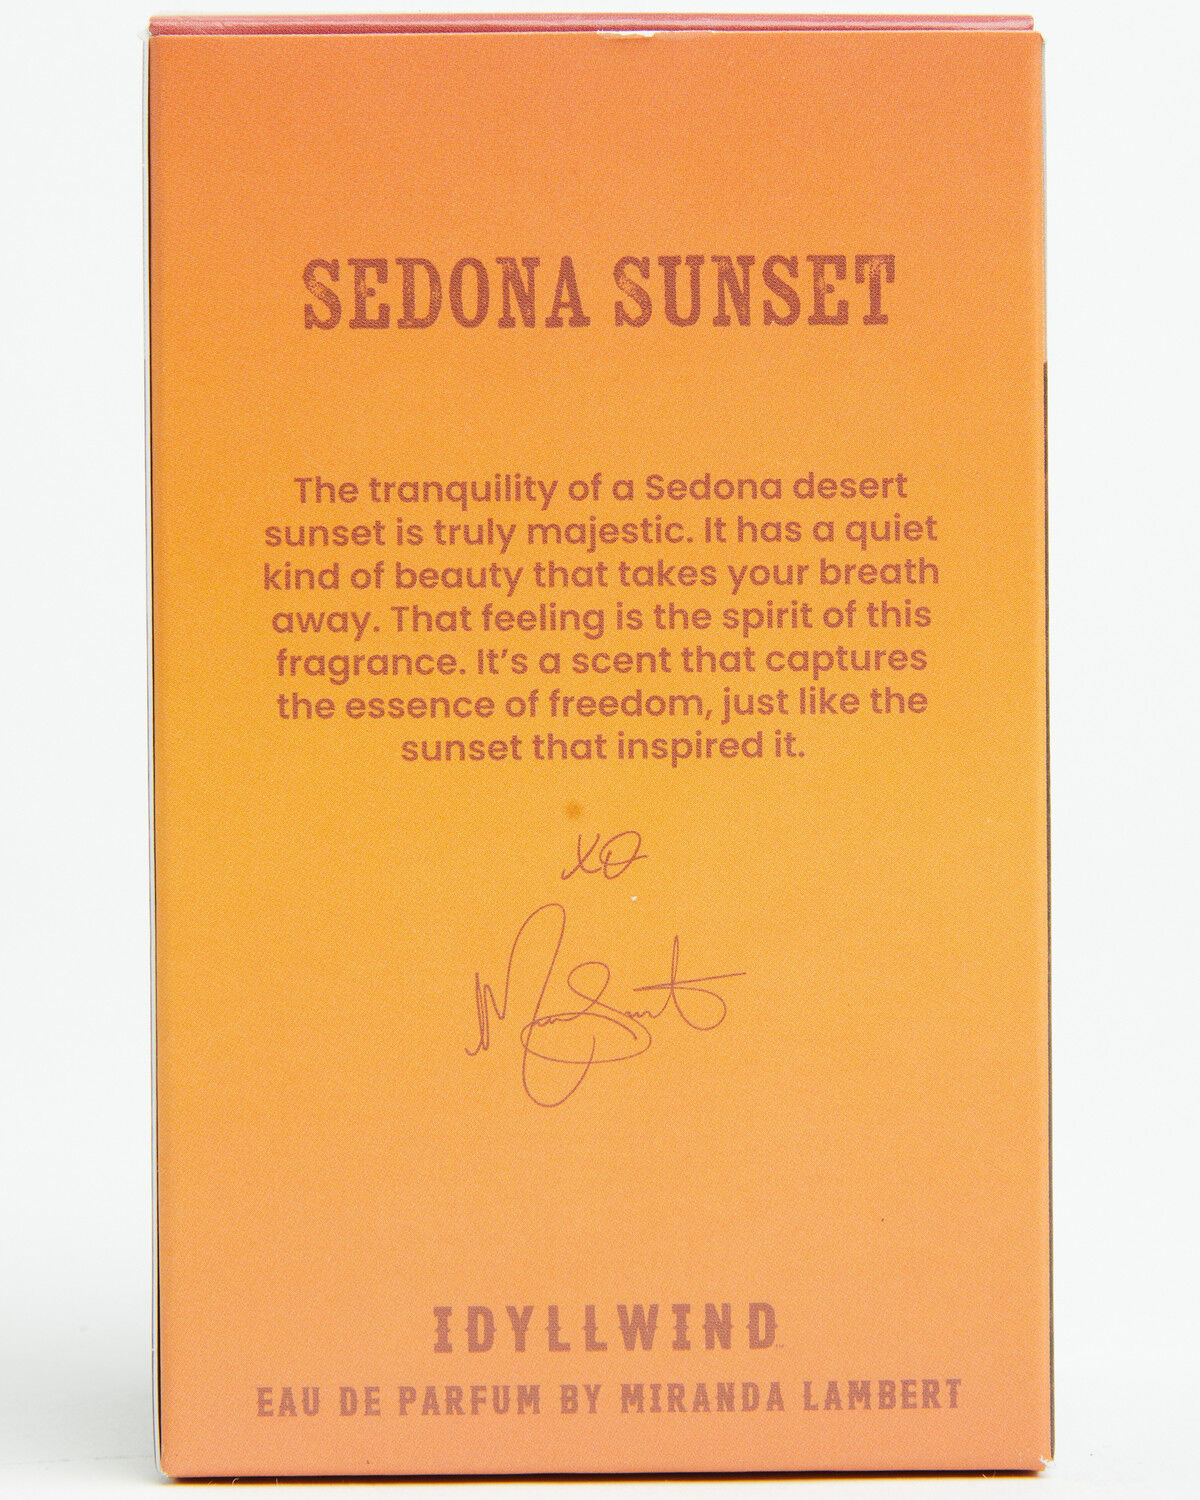 SEDONA SUNSET
The tranquility of a Sedona desert
sunset is truly majestic. It has a quiet
kind of beauty that takes your breath
away. That feeling is the spirit of this
fragrance. It's a scent that captures
the essence of freedom, just like the
sunset that inspired it.
XO
IDYLLWIND
EAU DE PARFUM BY MIRANDA LAMBERT